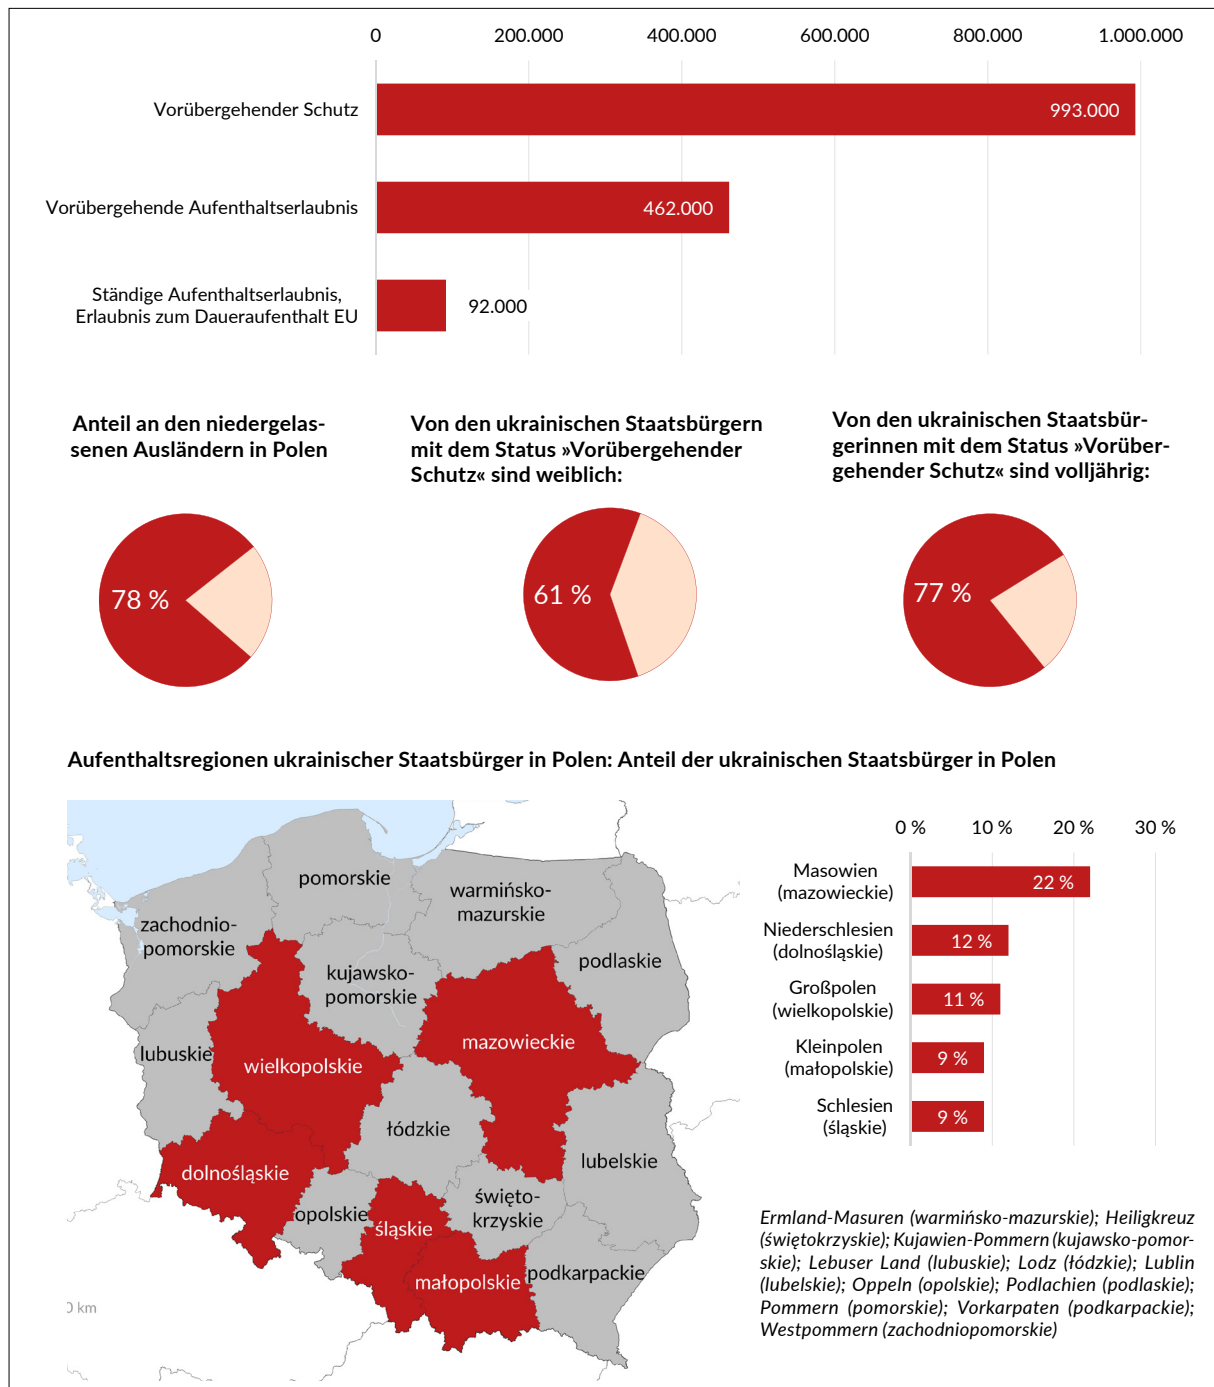 0 200.000 400.000 600.000 800.000 1.000.000
Vorübergehender Schutz 993.000
Vorübergehende Aufenthaltserlaubnis 462.000
Ständige Aufenthaltserlaubnis,
Erlaubnis zum Daueraufenthalt EU
92.000
Anteil an den niedergelas-
senen Ausländern in Polen
78 %
Von den ukrainischen Staatsbürgern
mit dem Status »Vorübergehender
Schutz« sind weiblich:
61 %
Von den ukrainischen Staatsbür-
gerinnen mit dem Status »Vorüber-
gehender Schutz« sind volljährig:
77 %
Aufenthaltsregionen ukrainischer Staatsbürger in Polen: Anteil der ukrainischen Staatsbürger in Polen
pomorskie
warmińsko-
mazurskie
zachodnio-
pomorskie
kujawsko-
pomorskie
podlaskie
lubuskie
wielkopolskie
mazowieckie
łódzkie
dolnośląskie
lubelskie
opolskie
śląskie
święto-
krzyskie
małopolskie
podkarpackie
0 km
0 % 10 % 20 % 30 %
Masowien
(mazowieckie)
22 %
Niederschlesien
(dolnośląskie)
12 %
Großpolen
(wielkopolskie)
11 %
Kleinpolen
(małopolskie)
9 %
Schlesien
(śląskie)
9 %
Ermland-Masuren (warmińsko-mazurskie); Heiligkreuz
(świętokrzyskie); Kujawien-Pommern (kujawsko-pomor-
skie); Lebuser Land (lubuskie); Lodz (łódzkie); Lublin
(lubelskie); Oppeln (opolskie); Podlachien (podlaskie);
Pommern (pomorskie); Vorkarpaten (podkarpackie);
Westpommern (zachodniopomorskie)